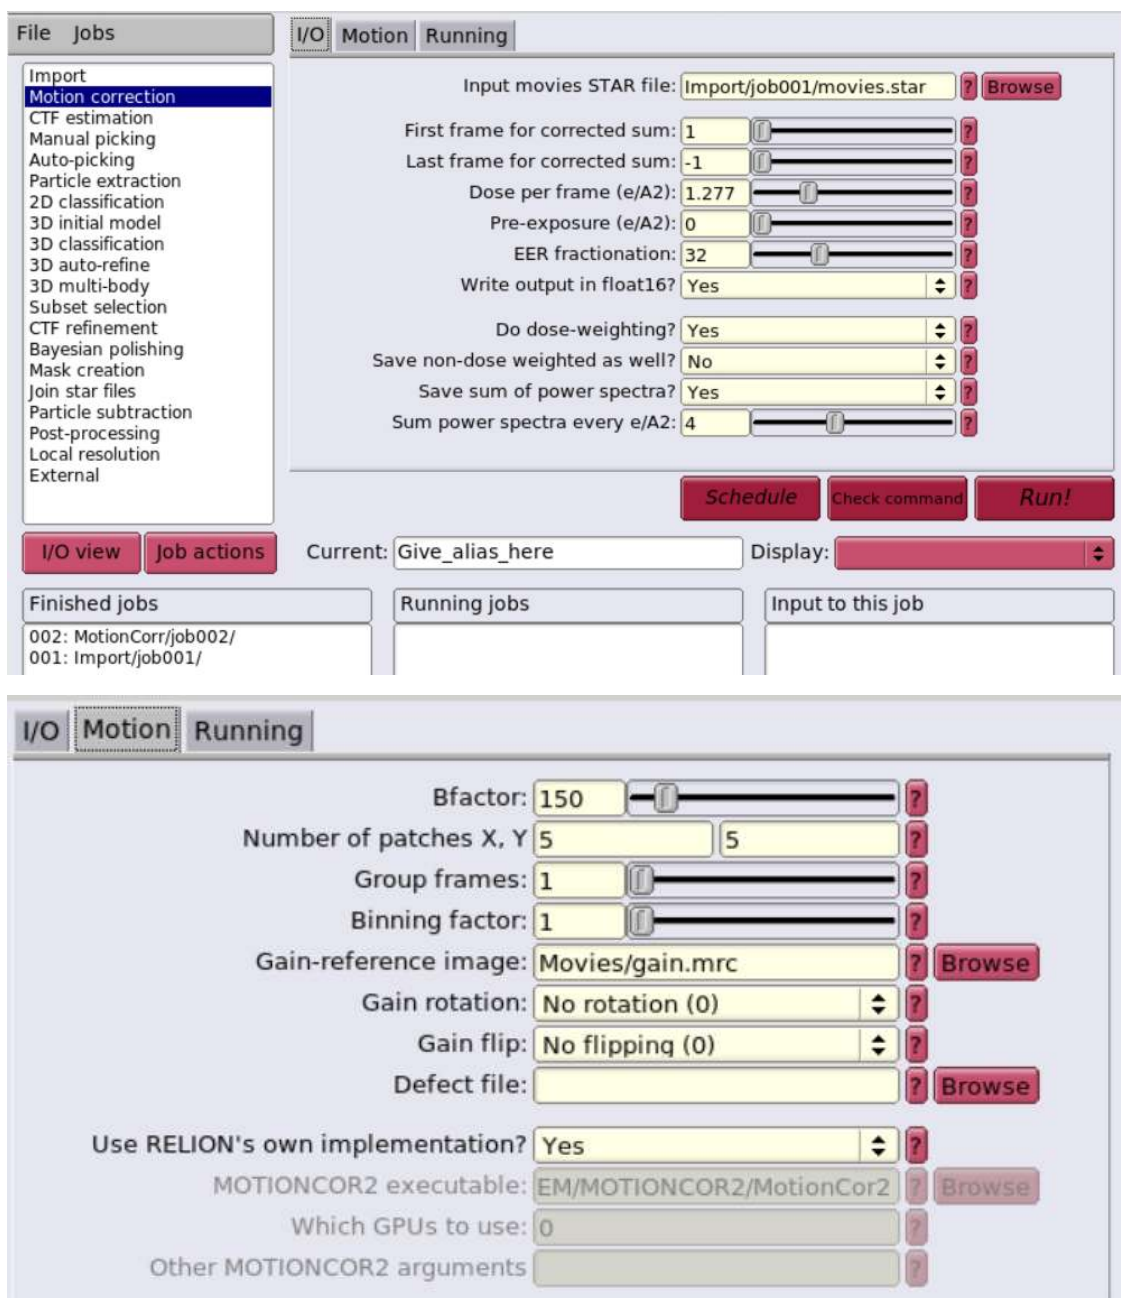 File Jobs
Import
Motion correction
CTF estimation
Manual picking
Auto-picking
Particle extraction
2D classification
3D initial model
3D classification
3D auto-refine
3D multi-body
Subset selection
CTF refinement
Bayesian polishing
Mask creation
Join star files
Particle subtraction
Post-processing
Local resolution
External
I/O Motion Running
Input movies STAR file: Import/job001/movies.star ? Browse
First frame for corrected sum: 1 ?
Last frame for corrected sum: -1 ?
Dose per frame (e/A2): 1.277 ?
Pre-exposure (e/A2): 0 ?
EER fractionation: 32 ?
Write output in float16? Yes ?
Do dose-weighting? Yes ?
Save non-dose weighted as well? No ?
Save sum of power spectra? Yes ?
Sum power spectra every e/A2: 4 ?
Schedule Check command Run!
I/O view Job actions Current: Give_alias_here Display:
Finished jobs
002: MotionCorr/job002/
001: Import/job001/
Running jobs
Input to this job
I/O Motion Running
Bfactor: 150 ?
Number of patches X, Y 5 5 ?
Group frames: 1 ?
Binning factor: 1 ?
Gain-reference image: Movies/gain.mrc ? Browse
Gain rotation: No rotation (0) ?
Gain flip: No flipping (0) ?
Defect file: ? Browse
Use RELION's own implementation? Yes ?
MOTIONCOR2 executable: EM/MOTIONCOR2/MotionCor2 ? Browse
Which GPUs to use: 0 ?
Other MOTIONCOR2 arguments ?